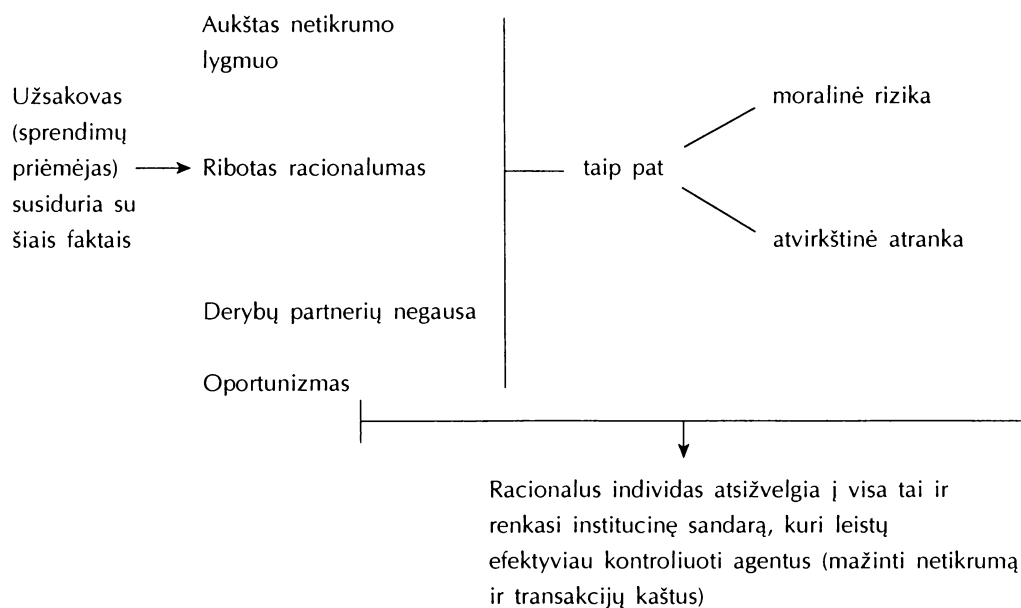 Aukštas netikrumo
lygmuo
Užsakovas
(sprendimų
priėmėjas)
susiduria su
šiais faktais
Ribotas racionalumas
Derybų partnerių negausa
Oportunizmas
taip pat
moralinė rizika
atvirkštinė atranka
Racionalus individas atsižvelgia į visa tai ir
renkasi institucinę sandarą, kuri leistų
efektyviau kontroliuoti agentus (mažinti netikrumą
ir transakcijų kaštus)